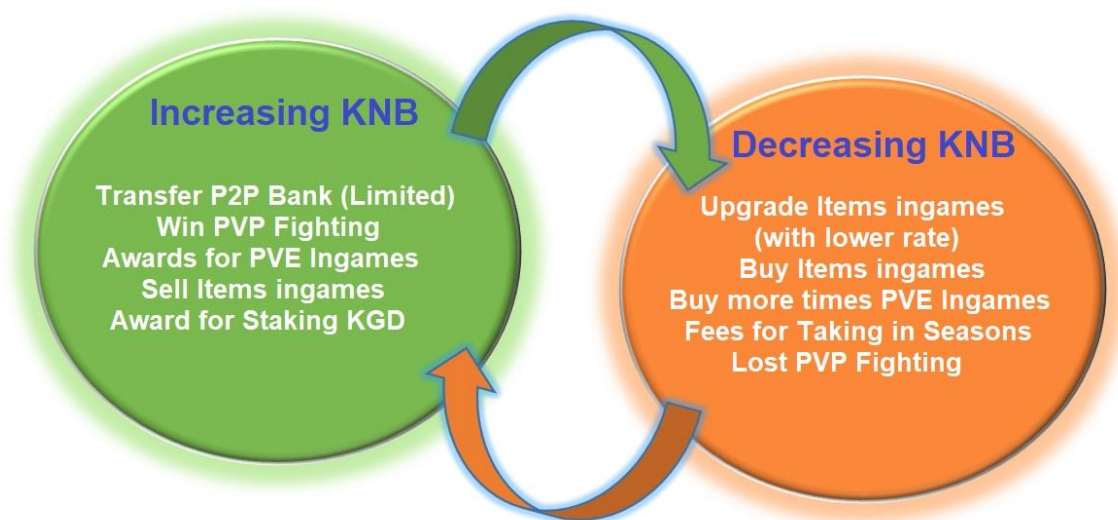 Increasing KNB
Transfer P2P Bank (Limited)
Win PVP Fighting
Awards for PVE Ingames
Sell Items ingames
Award for Staking KGD
Decreasing KNB
Upgrade Items ingames
(with lower rate)
Buy Items ingames
Buy more times PVE Ingames
Fees for Taking in Seasons
Lost PVP Fighting